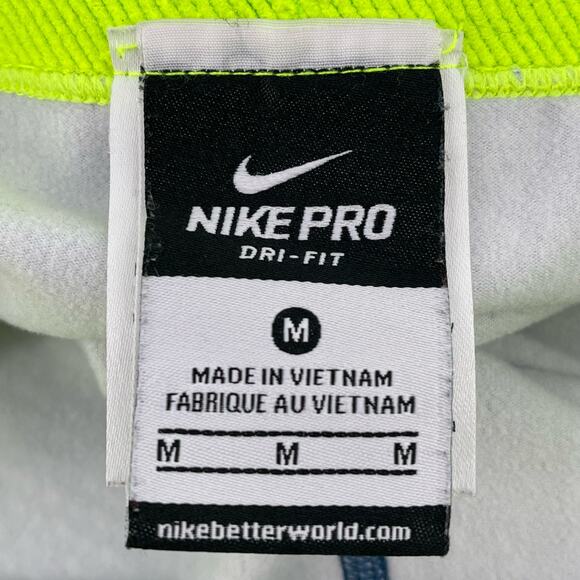 NIKE PRO
DRI-FIT
M
MADE IN VIETNAM
FABRIQUE AU VIETNAM
M M M
nikebetterworld.com